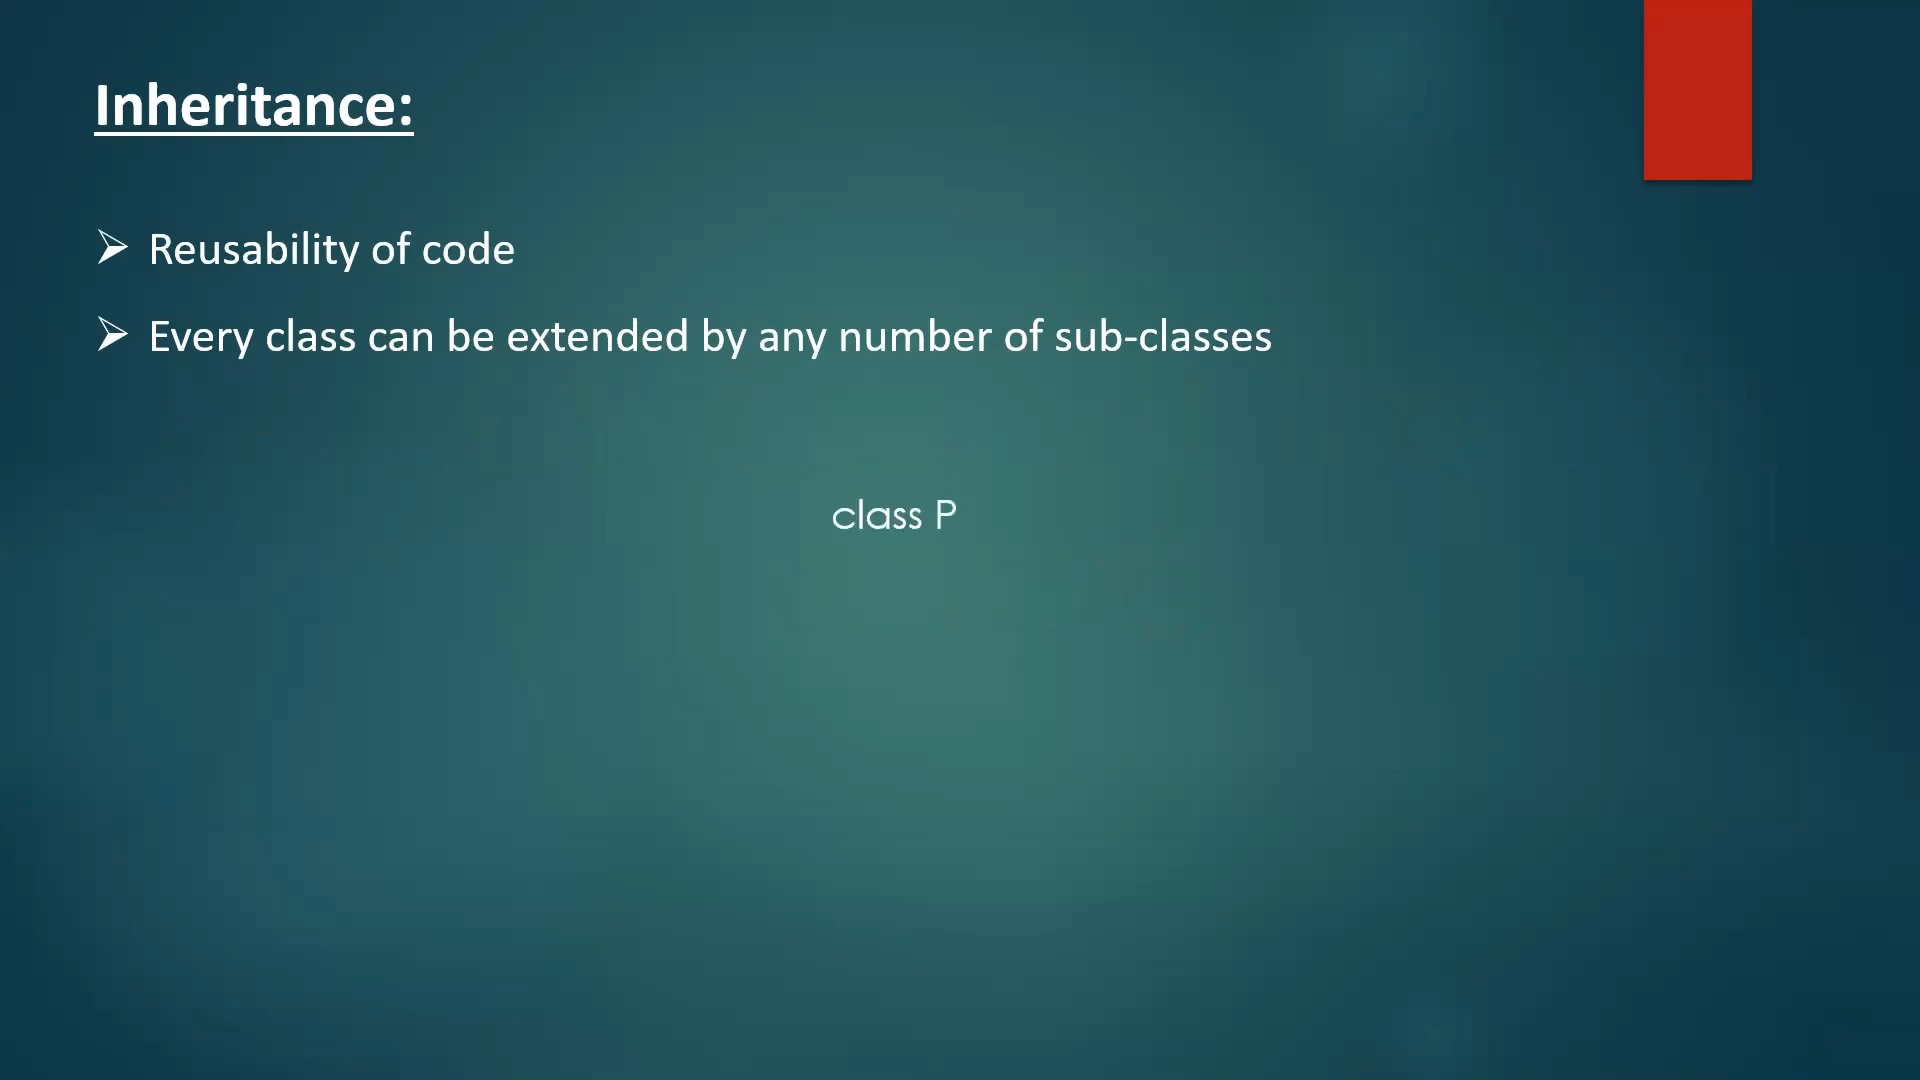 Inheritance:
Reusability of code
Every class can be extended by any number of sub-classes
class P